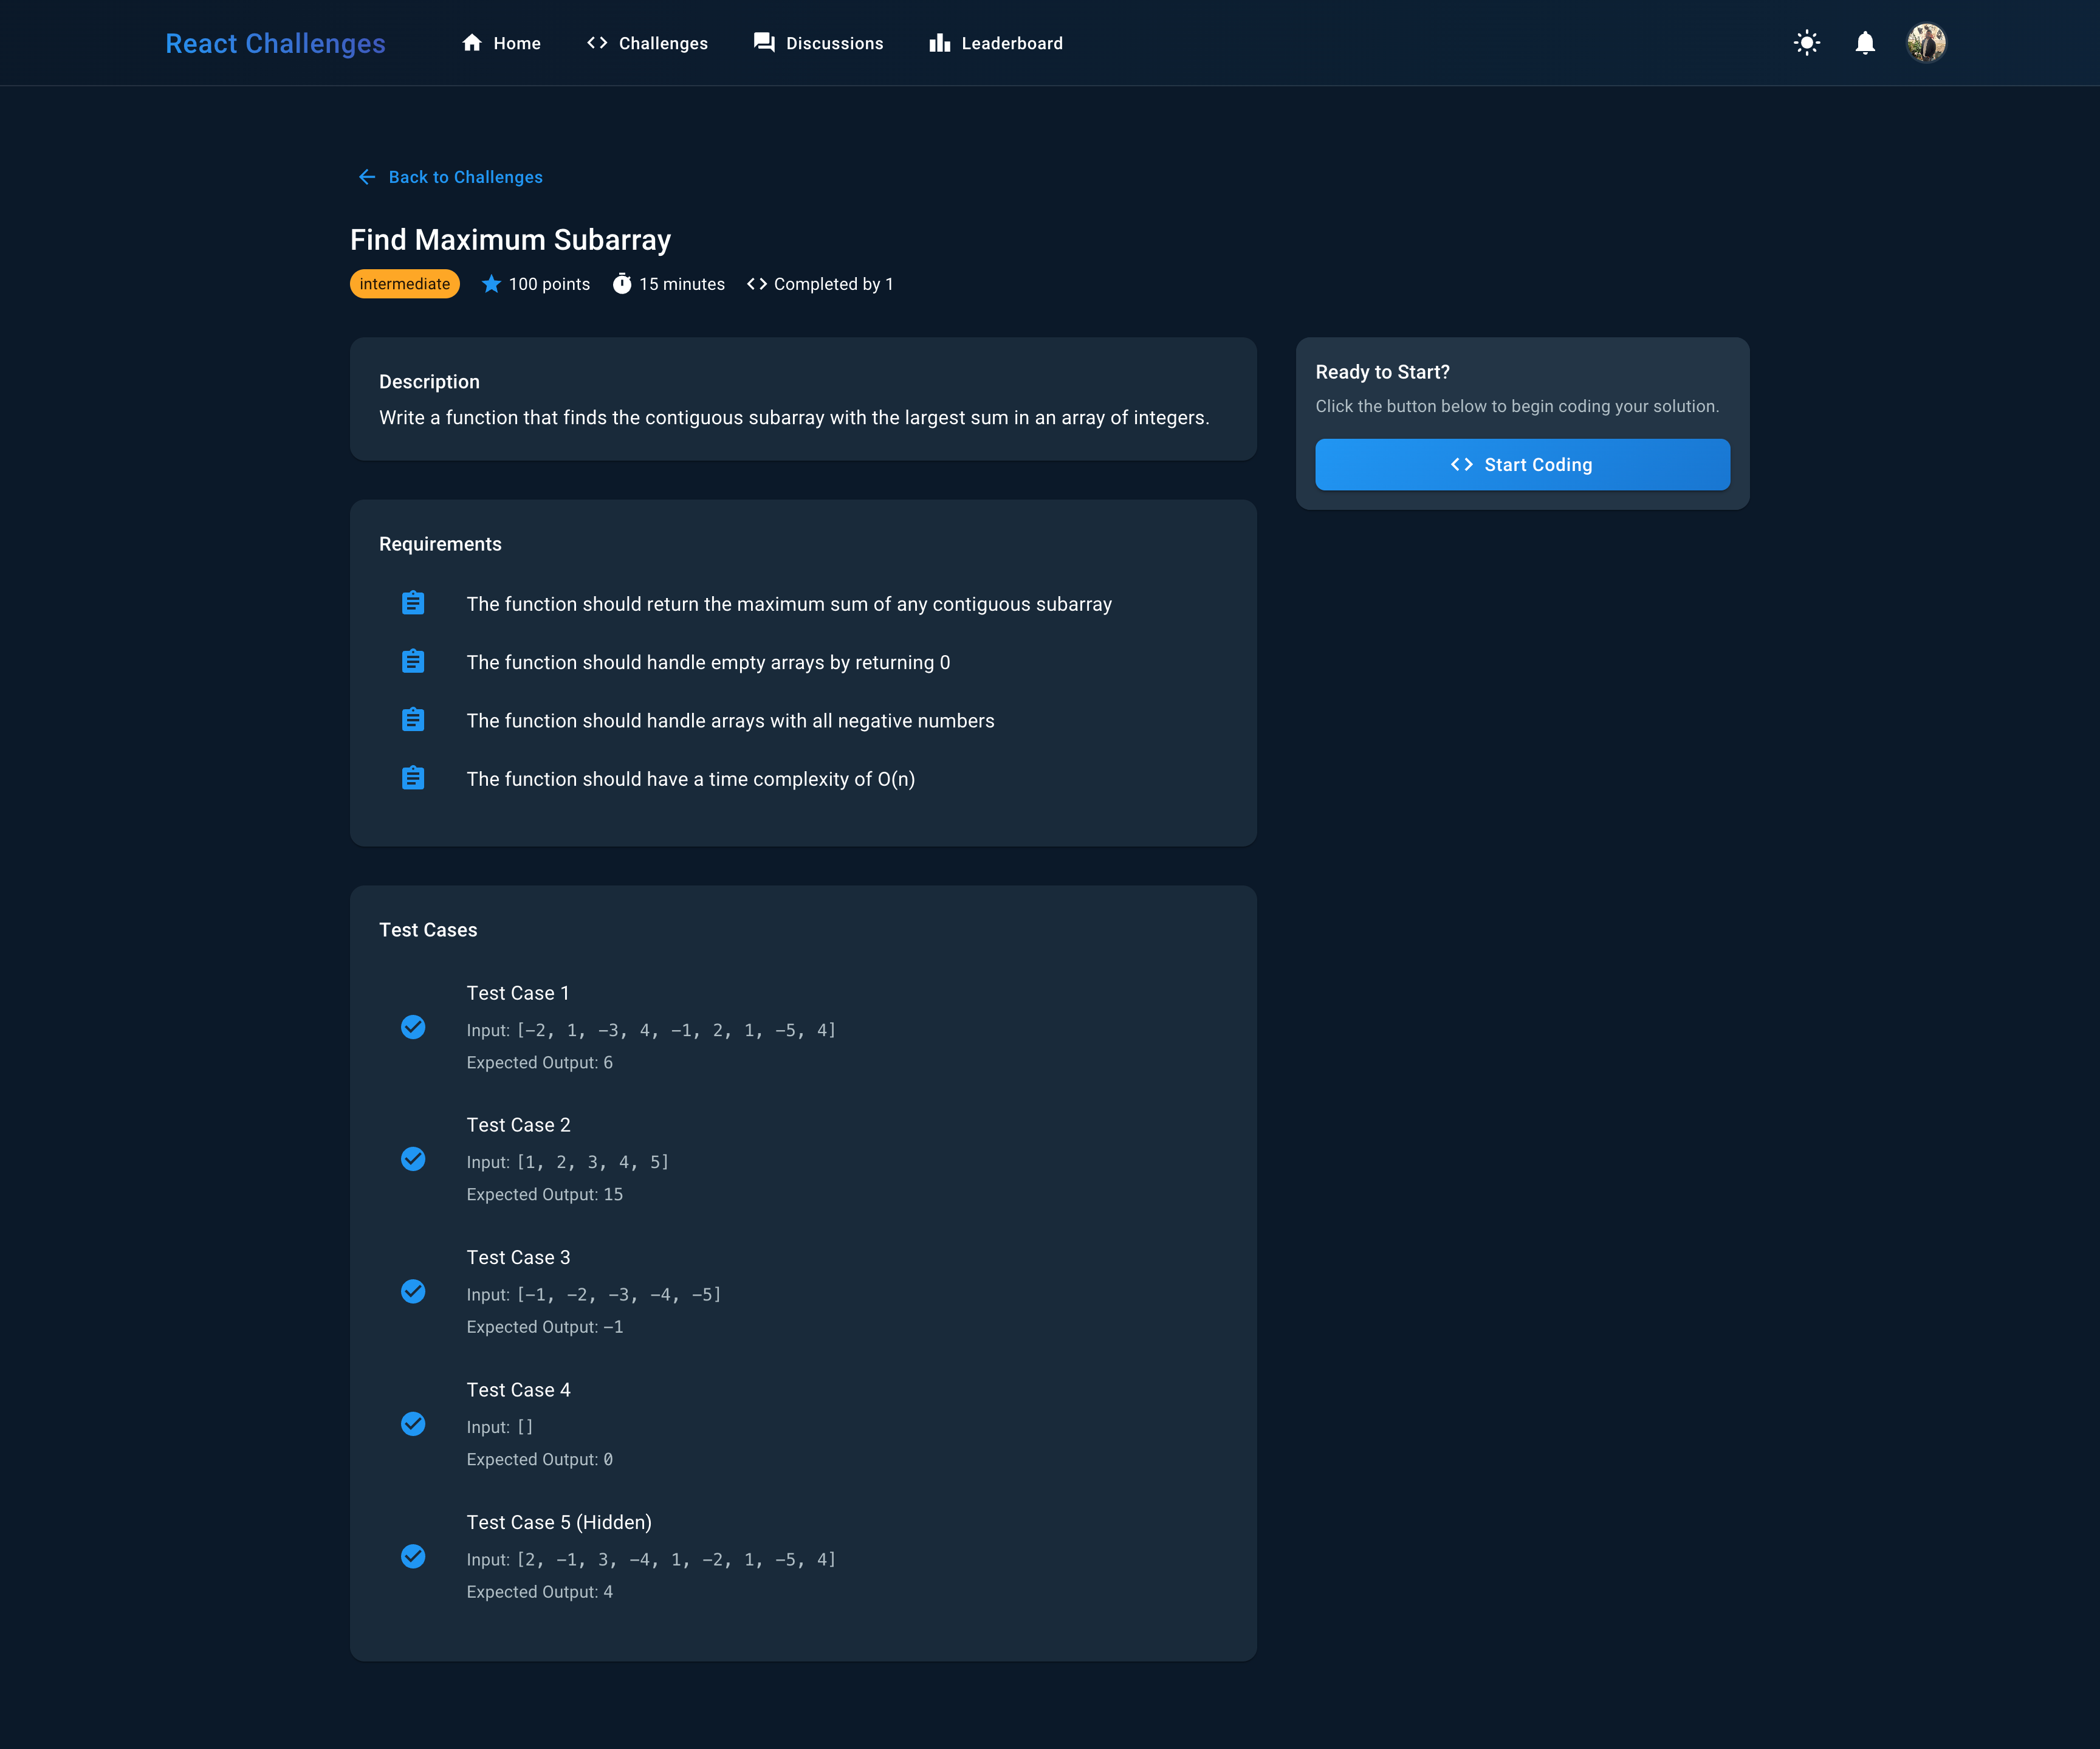 React Challenges
Home
Challenges
Discussions
Leaderboard
Back to Challenges
Find Maximum Subarray
intermediate
100 points
15 minutes
Completed by 1
Description
Write a function that finds the contiguous subarray with the largest sum in an array of integers.
Ready to Start?
Click the button below to begin coding your solution.
Start Coding
Requirements
The function should return the maximum sum of any contiguous subarray
The function should handle empty arrays by returning 0
The function should handle arrays with all negative numbers
The function should have a time complexity of O(n)
Test Cases
Test Case 1
Input: [-2, 1, -3, 4, -1, 2, 1, -5, 4]
Expected Output: 6
Test Case 2
Input: [1, 2, 3, 4, 5]
Expected Output: 15
Test Case 3
Input: [-1, -2, -3, -4, -5]
Expected Output: -1
Test Case 4
Input: []
Expected Output: 0
Test Case 5 (Hidden)
Input: [2, -1, 3, -4, 1, -2, 1, -5, 4]
Expected Output: 4